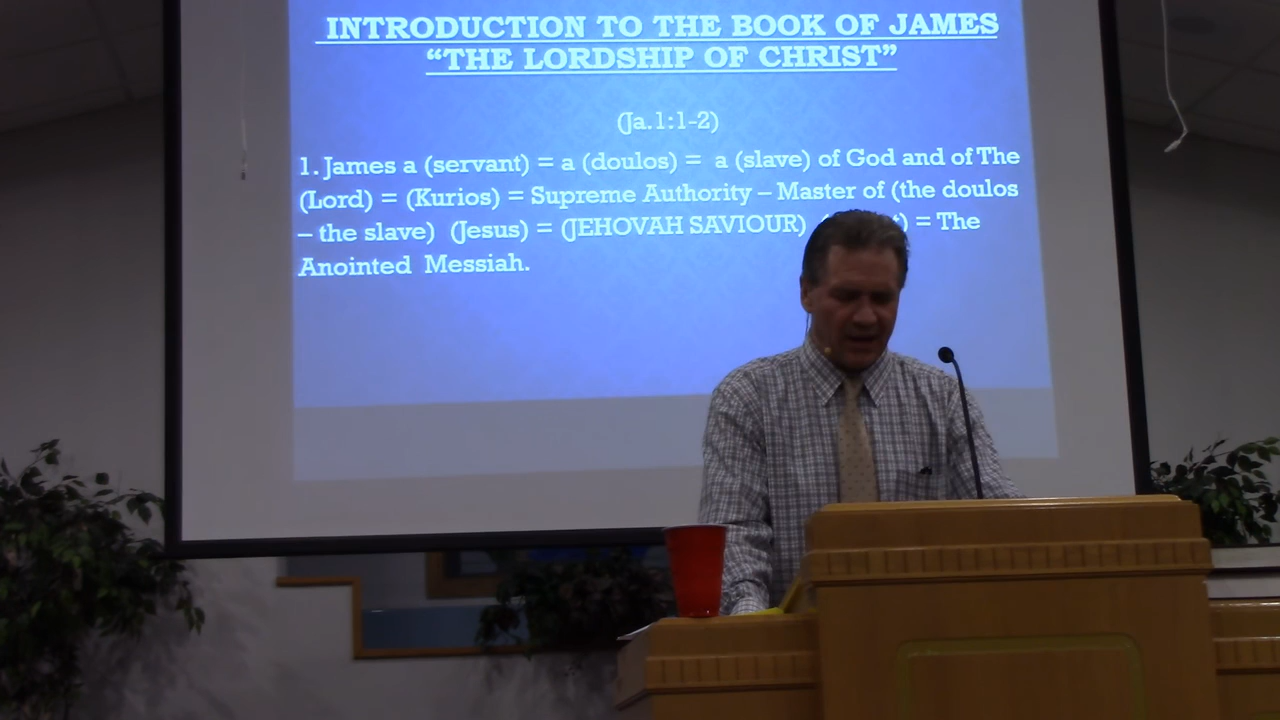 INTRODUCTION TO THE BOOK OF JAMES
“THE LORDSHIP OF CHRIST”
(Ja.1:1-2)
1. James a (servant) = a (doulos) = a (slave) of God and of The
(Lord) = (Kurios) = Supreme Authority – Master of (the doulos
– the slave) (Jesus) = (JEHOVAH SAVIOUR) = The
Anointed Messiah.